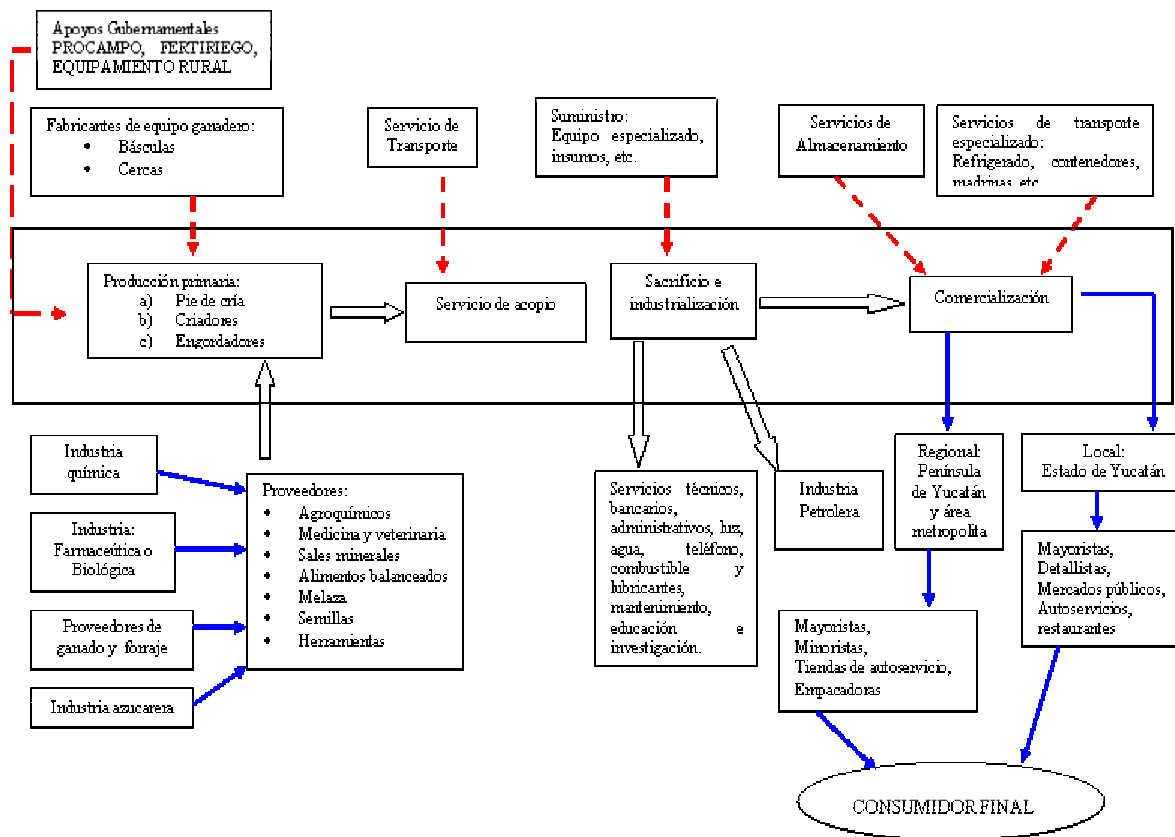 Apoyos Gubernamentales
PROCAMPO, FERTIRIEGO,
EQUIPAMIENTO RURAL
Fabricantes de equipo ganadero:
• Básculas
• Cercas
Servicio de
Transporte
Suministro:
Equipo especializado,
insumos, etc.
Servicios de
Almacenamiento
Servicios de transporte
especializado:
Refrigerado, contenedores,
madrinas, etc
Producción primaria:
a) Pie de cría
b) Criadores
c) Engordadores
Servicio de acopio
Sacrificio e
industrialización
Comercialización
Industria
química
Industria:
Farmaceútica o
Biológica
Proveedores de
ganado y forraje
Industria azucarera
Proveedores:
• Agroquímicos
• Medicina y veterinaria
• Sales minerales
• Alimentos balanceados
• Melaza
• Semillas
• Herramientas
Servicios técnicos,
bancarios,
administrativos, luz,
agua, teléfono,
combustible y
lubricantes,
mantenimiento,
educación e
investigación.
Industria
Petrolera
Regional:
Península
de Yucatán
y área
metropolita
Local:
Estado de Yucatán
Mayoristas,
Minoristas,
Tiendas de autoservicio,
Empacadoras
Mayoristas,
Detallistas,
Mercados públicos,
Autoservicios,
restaurantes
CONSUMIDOR FINAL